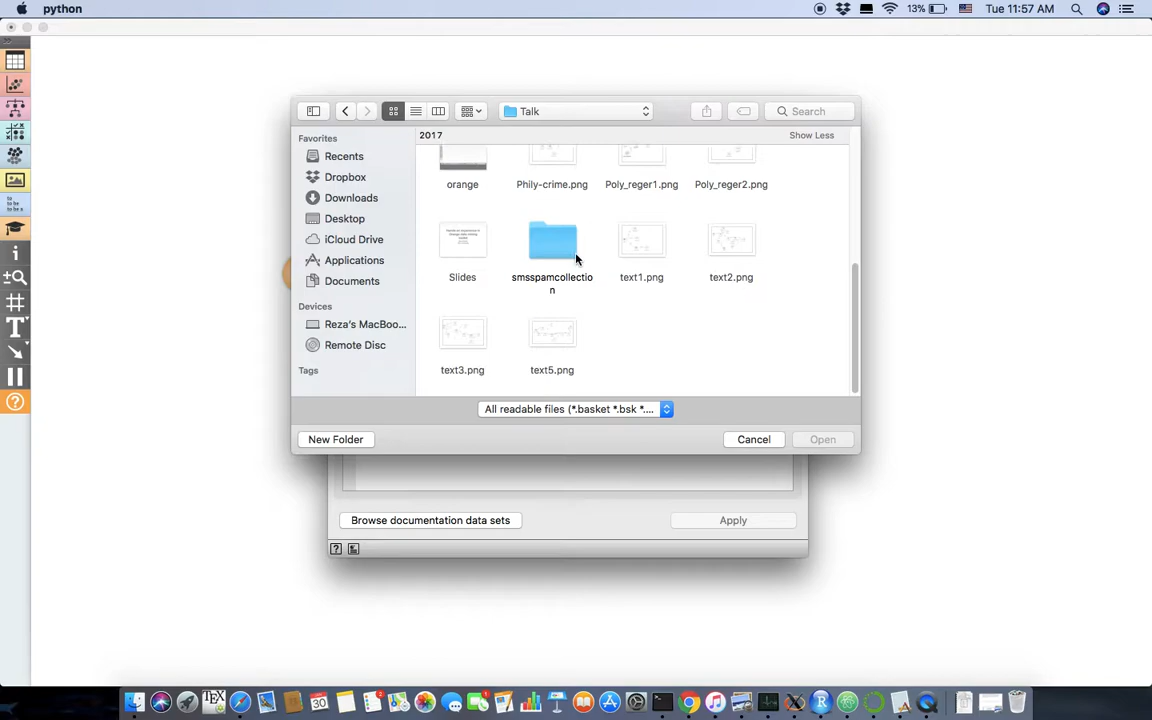 python
13%
Tue 11:57 AM
Talk
Search
Favorites
Recents
Dropbox
Downloads
Desktop
iCloud Drive
Applications
Documents
Devices
Reza's MacBoo...
Remote Disc
Tags
2017
Show Less
orange
Phily-crime.png
Poly_reger1.png
Poly_reger2.png
Slides
smsspamcollectio
n
text1.png
text2.png
text3.png
text5.png
All readable files (*.basket *.bsk *....
New Folder
Cancel
Open
Browse documentation data sets
Apply